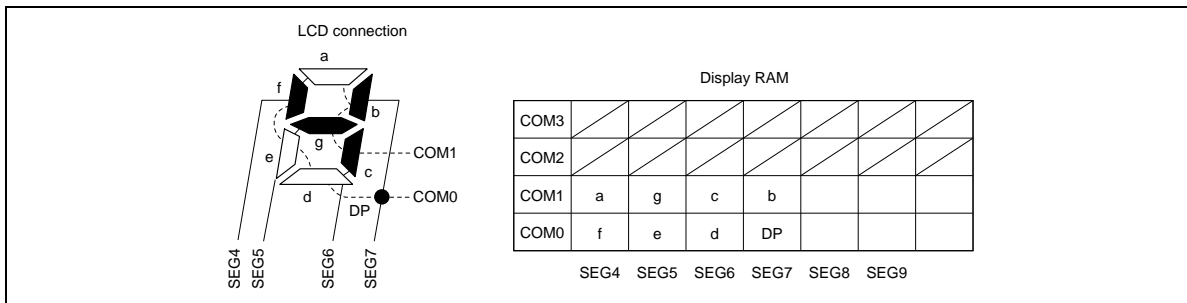 LCD connection
a
f
b
g
e
COM1
c
d
DP
COM0
SEG4
SEG5
SEG6
SEG7
Display RAM
COM3
COM2
COM1 a g c b
COM0 f e d DP
SEG4 SEG5 SEG6 SEG7 SEG8 SEG9